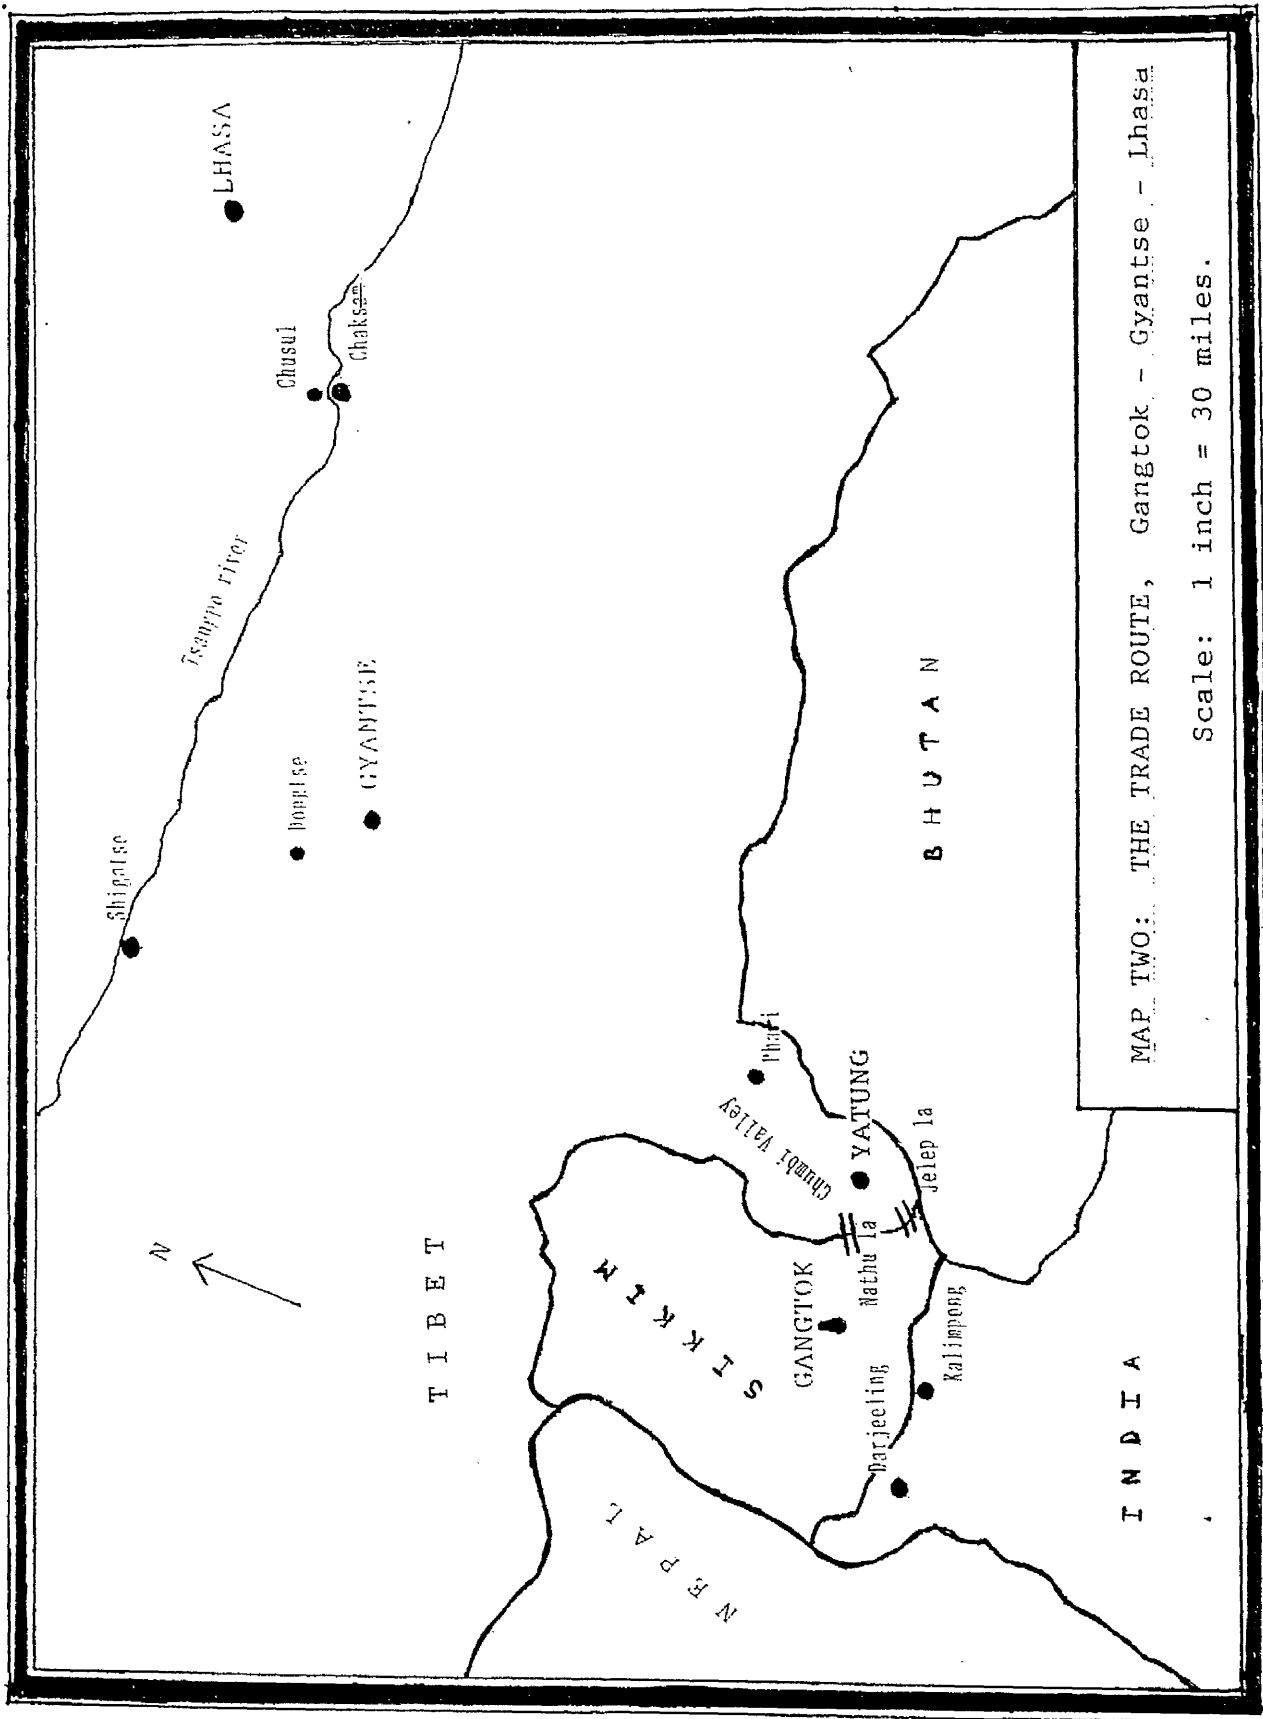 Shigatse
Tsangpo river
LHASA
Chusul
Chaksam
Dongtse
GYANTSE
N
TIBET
SIKKIM
NEPAL
Chumbi Valley
Phari
GANGTOK
YATUNG
Nathu la
Jelep la
Darjeeling
Kalimpong
BHUTAN
INDIA
MAP TWO: THE TRADE ROUTE, Gangtok - Gyantse - Lhasa
Scale: 1 inch = 30 miles.